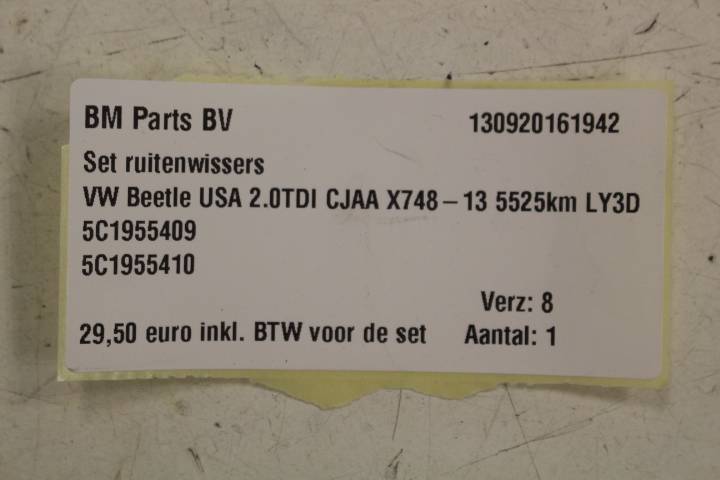 BM Parts BV 130920161942
Set ruitenwissers
VW Beetle USA 2.0TDI CJAA X748 – 13 5525km LY3D
5C1955409
5C1955410
Verz: 8
29,50 euro inkl. BTW voor de set Aantal: 1